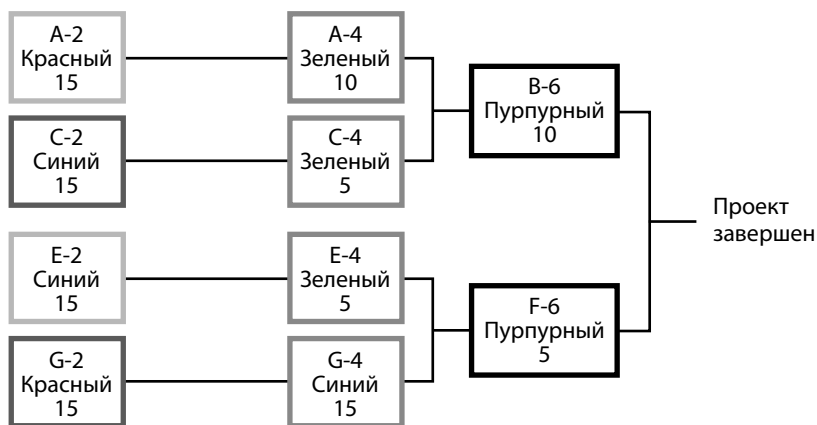 A-2
Красный
15
A-4
Зеленый
10
B-6
Пурпурный
10
C-2
Синий
15
C-4
Зеленый
5
Проект
завершен
E-2
Синий
15
E-4
Зеленый
5
F-6
Пурпурный
5
G-2
Красный
15
G-4
Синий
15